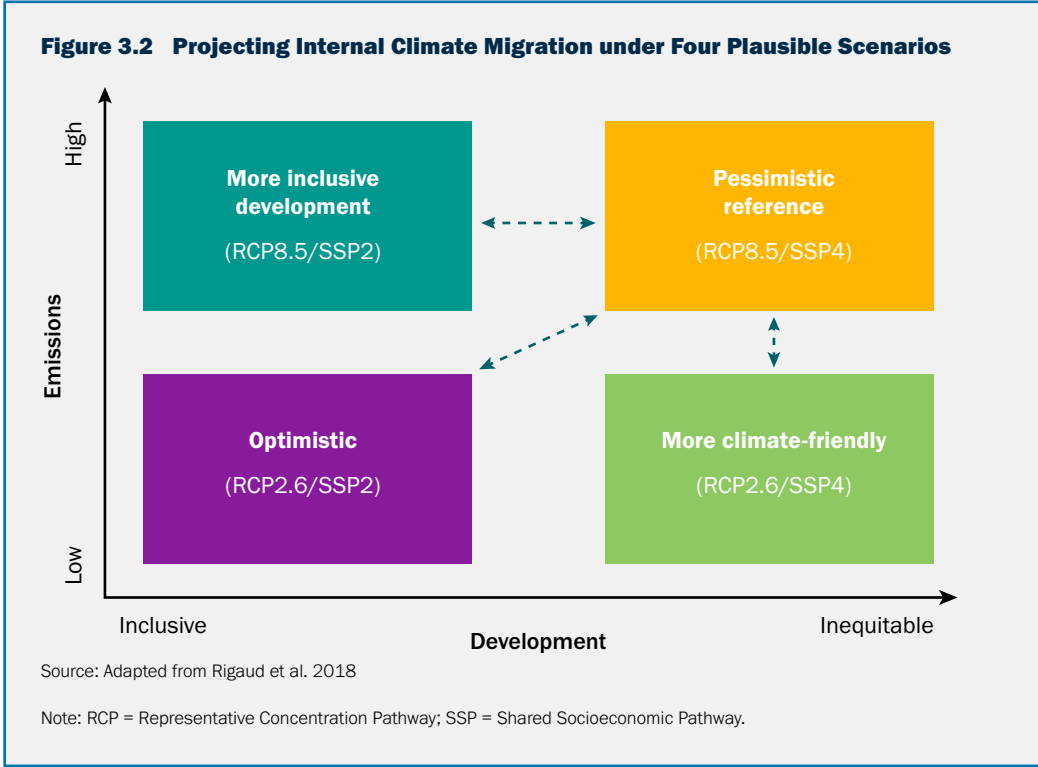 Figure 3.2 Projecting Internal Climate Migration under Four Plausible Scenarios
High
Emissions
Low
More inclusive
development
(RCP8.5/SSP2)
Pessimistic
reference
(RCP8.5/SSP4)
Optimistic
(RCP2.6/SSP2)
More climate-friendly
(RCP2.6/SSP4)
Inclusive
Development
Inequitable
Source: Adapted from Rigaud et al. 2018
Note: RCP = Representative Concentration Pathway; SSP = Shared Socioeconomic Pathway.